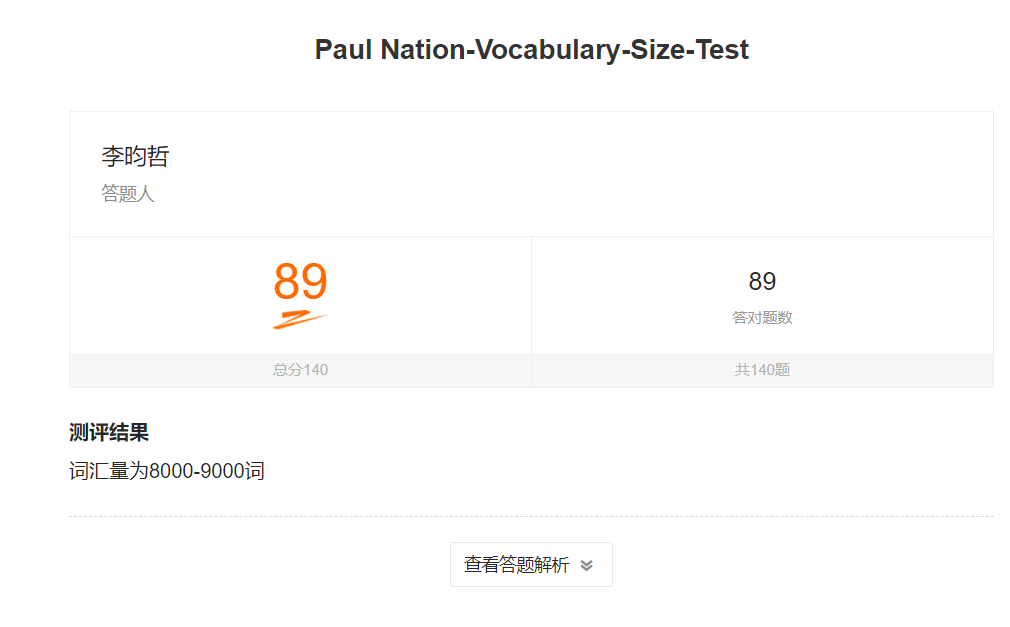 Paul Nation-Vocabulary-Size-Test
李昀哲
答题人
89
总分140
89
答对题数
共140题
测评结果
词汇量为8000-9000词
查看答题解析